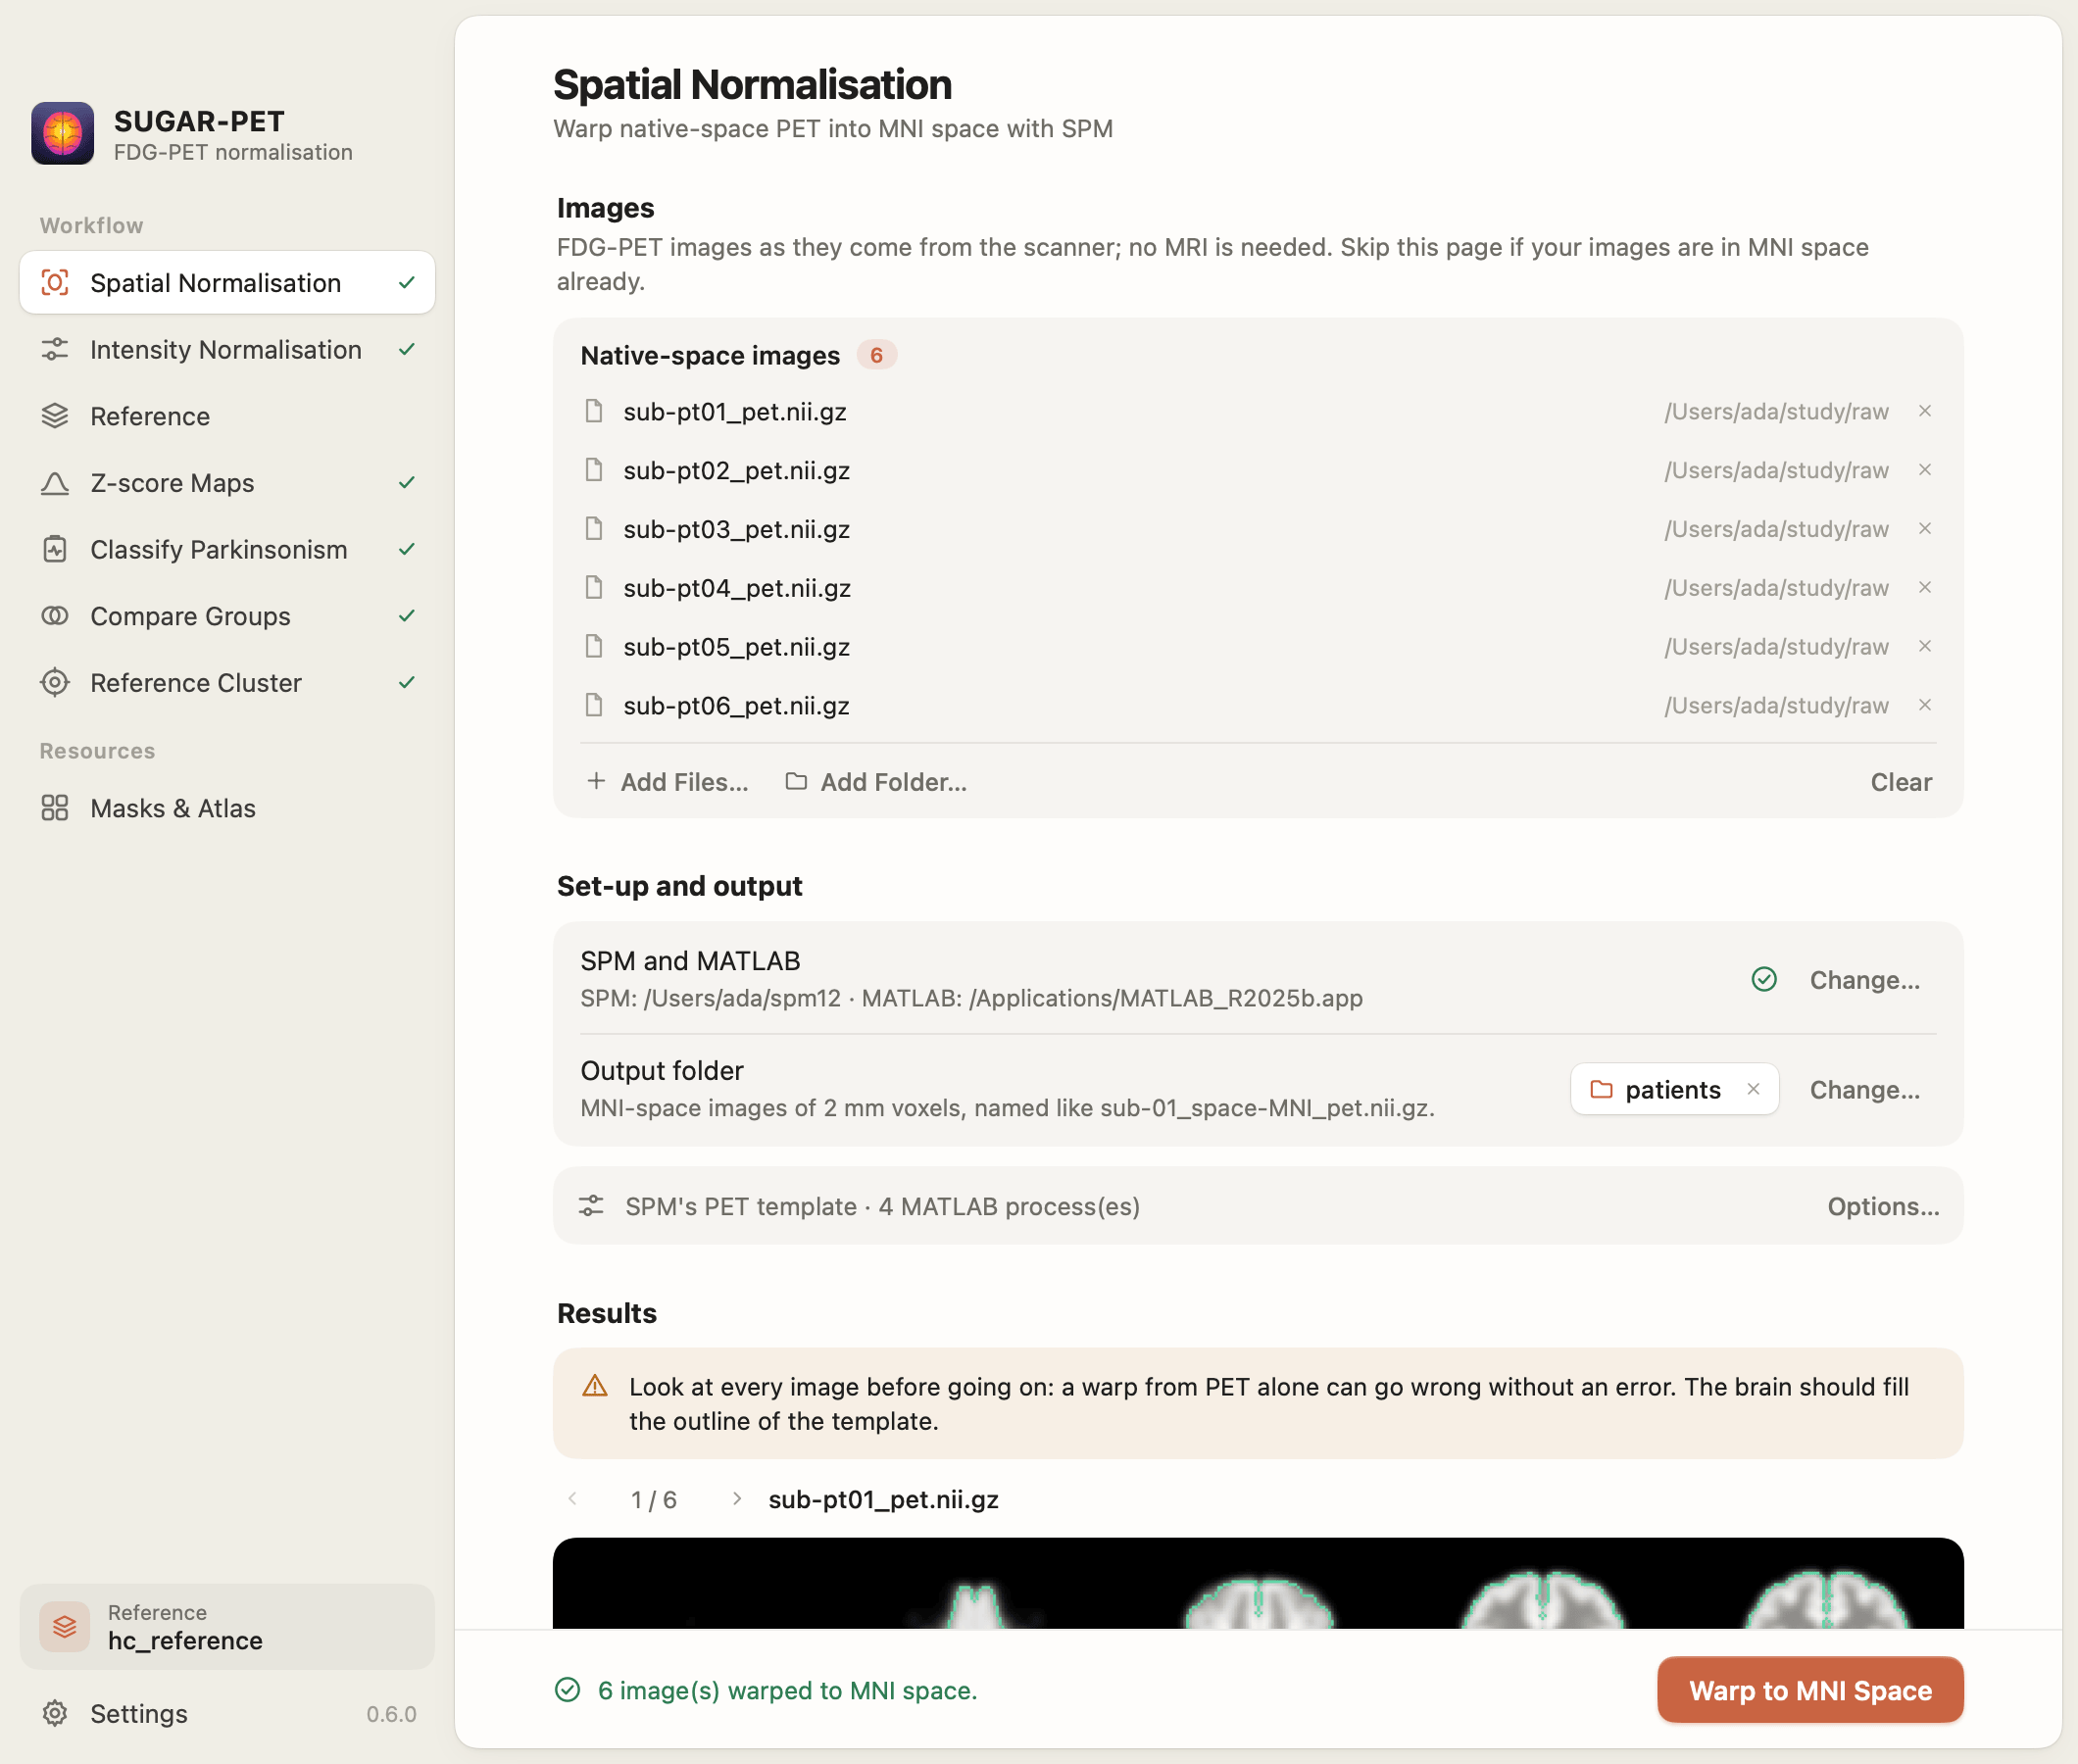 SUGAR-PET
FDG-PET normalisation
Workflow
Spatial Normalisation
Intensity Normalisation
Reference
Z-score Maps
Classify Parkinsonism
Compare Groups
Reference Cluster
Resources
Masks & Atlas
Reference
hc_reference
Settings
0.6.0
Spatial Normalisation
Warp native-space PET into MNI space with SPM
Images
FDG-PET images as they come from the scanner; no MRI is needed. Skip this page if your images are in MNI space
already.
Native-space images 6
sub-pt01_pet.nii.gz /Users/ada/study/raw
sub-pt02_pet.nii.gz /Users/ada/study/raw
sub-pt03_pet.nii.gz /Users/ada/study/raw
sub-pt04_pet.nii.gz /Users/ada/study/raw
sub-pt05_pet.nii.gz /Users/ada/study/raw
sub-pt06_pet.nii.gz /Users/ada/study/raw
Add Files... Add Folder... Clear
Set-up and output
SPM and MATLAB
SPM: /Users/ada/spm12 · MATLAB: /Applications/MATLAB_R2025b.app
Change...
Output folder
MNI-space images of 2 mm voxels, named like sub-01_space-MNI_pet.nii.gz.
patients Change...
SPM's PET template · 4 MATLAB process(es) Options...
Results
Look at every image before going on: a warp from PET alone can go wrong without an error. The brain should fill
the outline of the template.
1 / 6 sub-pt01_pet.nii.gz
6 image(s) warped to MNI space.
Warp to MNI Space